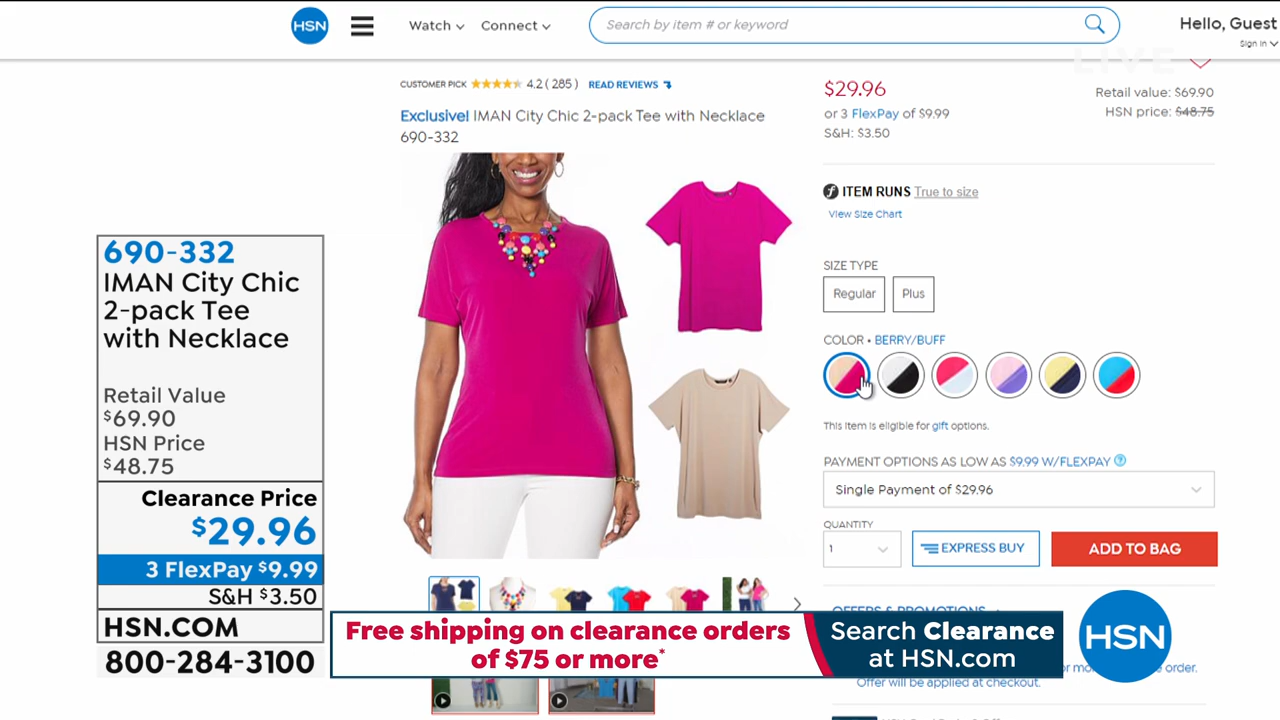 HSN
Watch
Connect
Search by item # or keyword
Hello, Guest
Sign In
LIVE
CUSTOMER PICK 4.2 ( 285 ) READ REVIEWS
Exclusive! IMAN City Chic 2-pack Tee with Necklace
690-332
$29.96
or 3 FlexPay of $9.99
S&H: $3.50
Retail value: $69.90
HSN price: $48.75
ITEM RUNS True to size
View Size Chart
SIZE TYPE
Regular
Plus
COLOR • BERRY/BUFF
This item is eligible for gift options.
PAYMENT OPTIONS AS LOW AS $9.99 W/FLEXPAY ?
Single Payment of $29.96
QUANTITY
1
EXPRESS BUY
ADD TO BAG
OFFERS & PROMOTIONS
order.
Offer will be applied at checkout.
690-332
IMAN City Chic
2-pack Tee
with Necklace
Retail Value
$69.90
HSN Price
$48.75
Clearance Price
$29.96
3 FlexPay $9.99
S&H $3.50
HSN.COM
800-284-3100
Free shipping on clearance orders
of $75 or more*
Search Clearance
at HSN.com
HSN